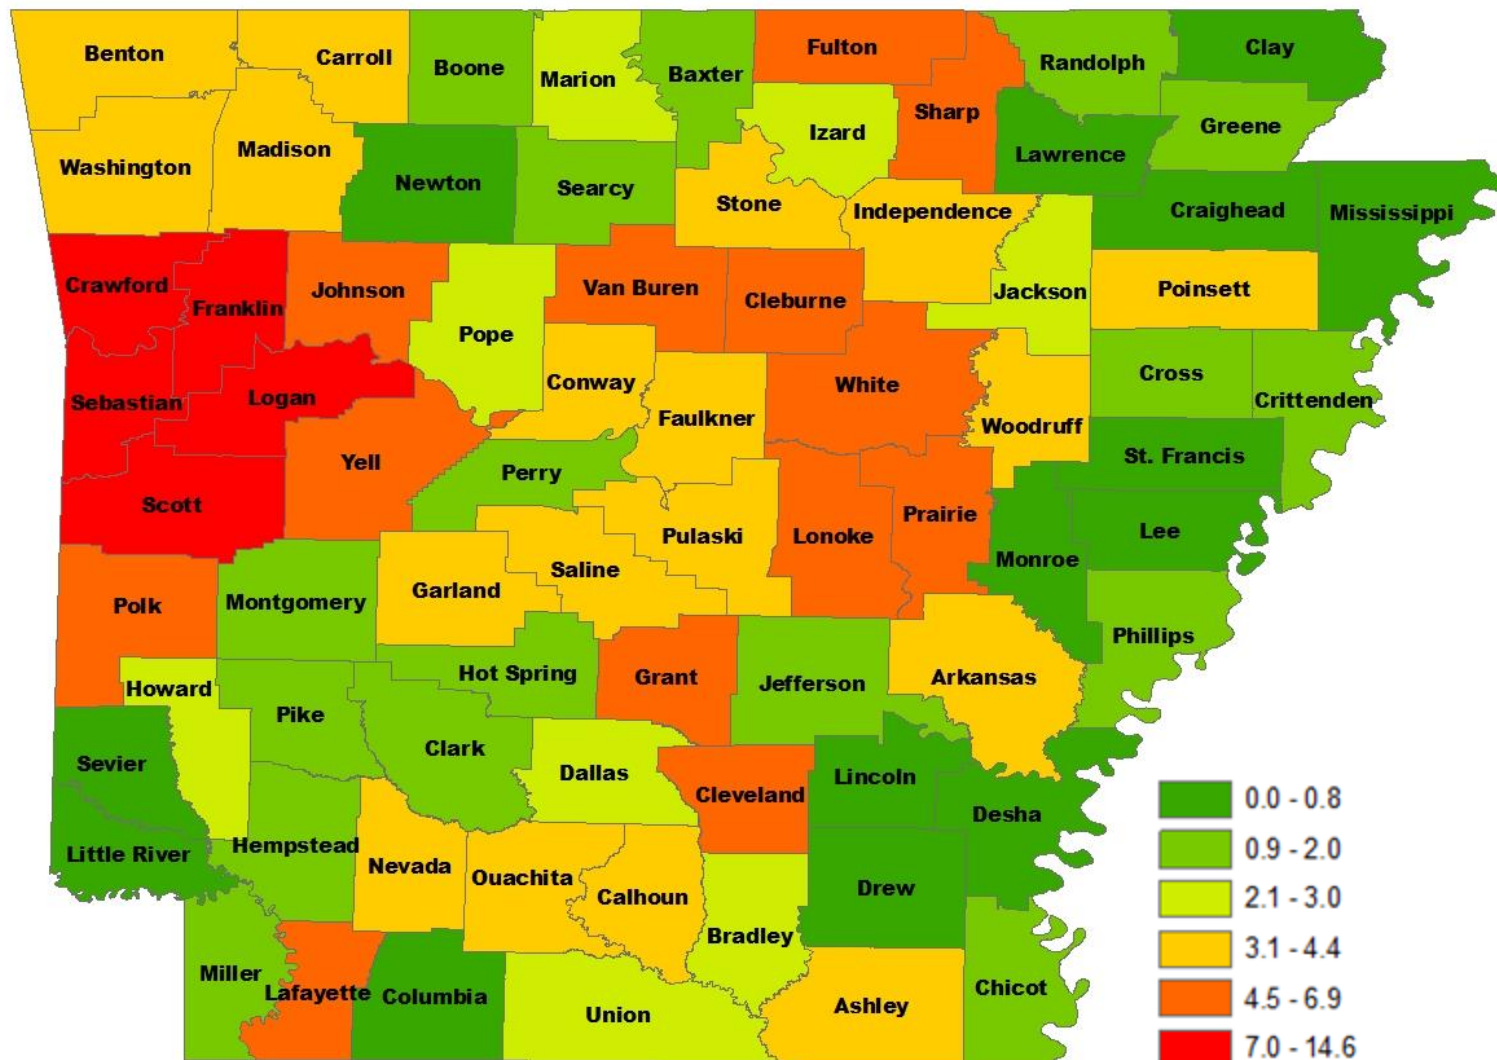 Benton
Carroll
Boone
Marion
Baxter
Fulton
Sharp
Randolph
Clay
Greene
Izard
Lawrence
Washington
Madison
Newton
Searcy
Stone
Independence
Craighead
Mississippi
Crawford
Franklin
Johnson
Pope
Van Buren
Cleburne
Jackson
Poinsett
Sebastian
Logan
Conway
Faulkner
White
Woodruff
Cross
Crittenden
St. Francis
Scott
Yell
Perry
Pulaski
Lonoke
Prairie
Monroe
Lee
Polk
Montgomery
Garland
Saline
Phillips
Howard
Hot Spring
Grant
Jefferson
Arkansas
Pike
Clark
Sevier
Dallas
Cleveland
Lincoln
Desha
Little River
Hempstead
Nevada
Ouachita
Calhoun
Drew
Bradley
Miller
Lafayette
Columbia
Union
Ashley
Chicot
0.0 - 0.8
0.9 - 2.0
2.1 - 3.0
3.1 - 4.4
4.5 - 6.9
7.0 - 14.6